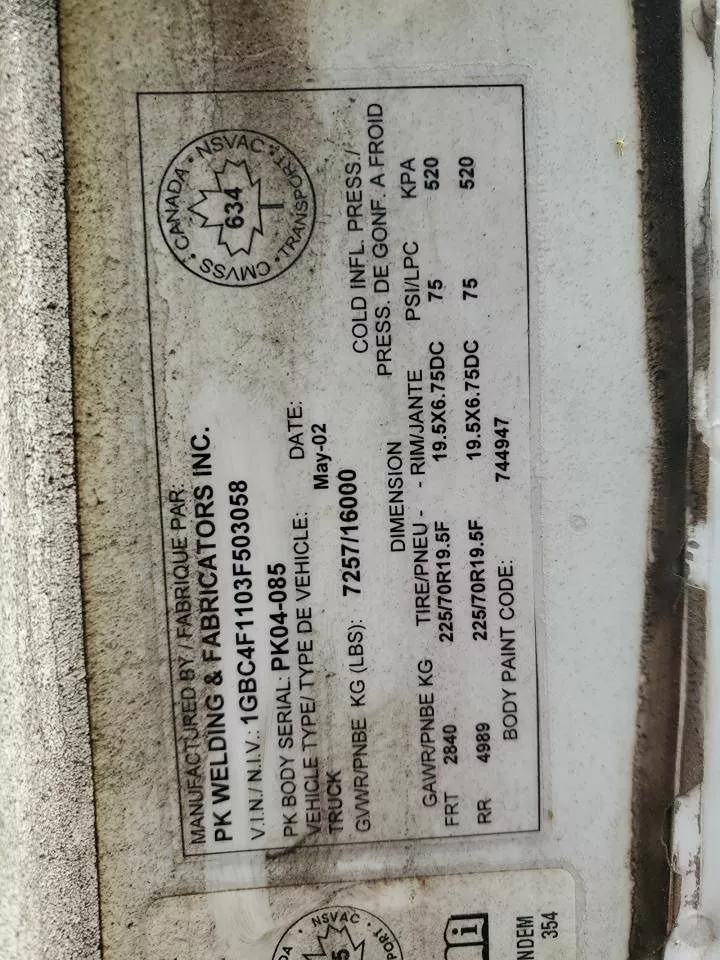 MANUFACTURED BY / FABRIQUE PAR:
PK WELDING & FABRICATORS INC.
V.I.N./ N.I.V.: 1GBC4F1103F503058
PK BODY SERIAL: PK04-085
VEHICLE TYPE/ TYPE DE VEHICLE: DATE:
TRUCK May-02
GVWR/PNBE KG (LBS): 7257/16000
CANADA • NSVAC • TRANSPORT • CMVSS •
634
COLD INFL. PRESS./
DIMENSION PRESS. DE GONF. A FROID
GAWR/PNBE KG TIRE/PNEU - - RIM/JANTE PSI/LPC KPA
FRT 2840 225/70R19.5F 19.5X6.75DC 75 520
RR 4989 225/70R19.5F 19.5X6.75DC 75 520
BODY PAINT CODE: 744947
NSVAC
i
NDEM
354